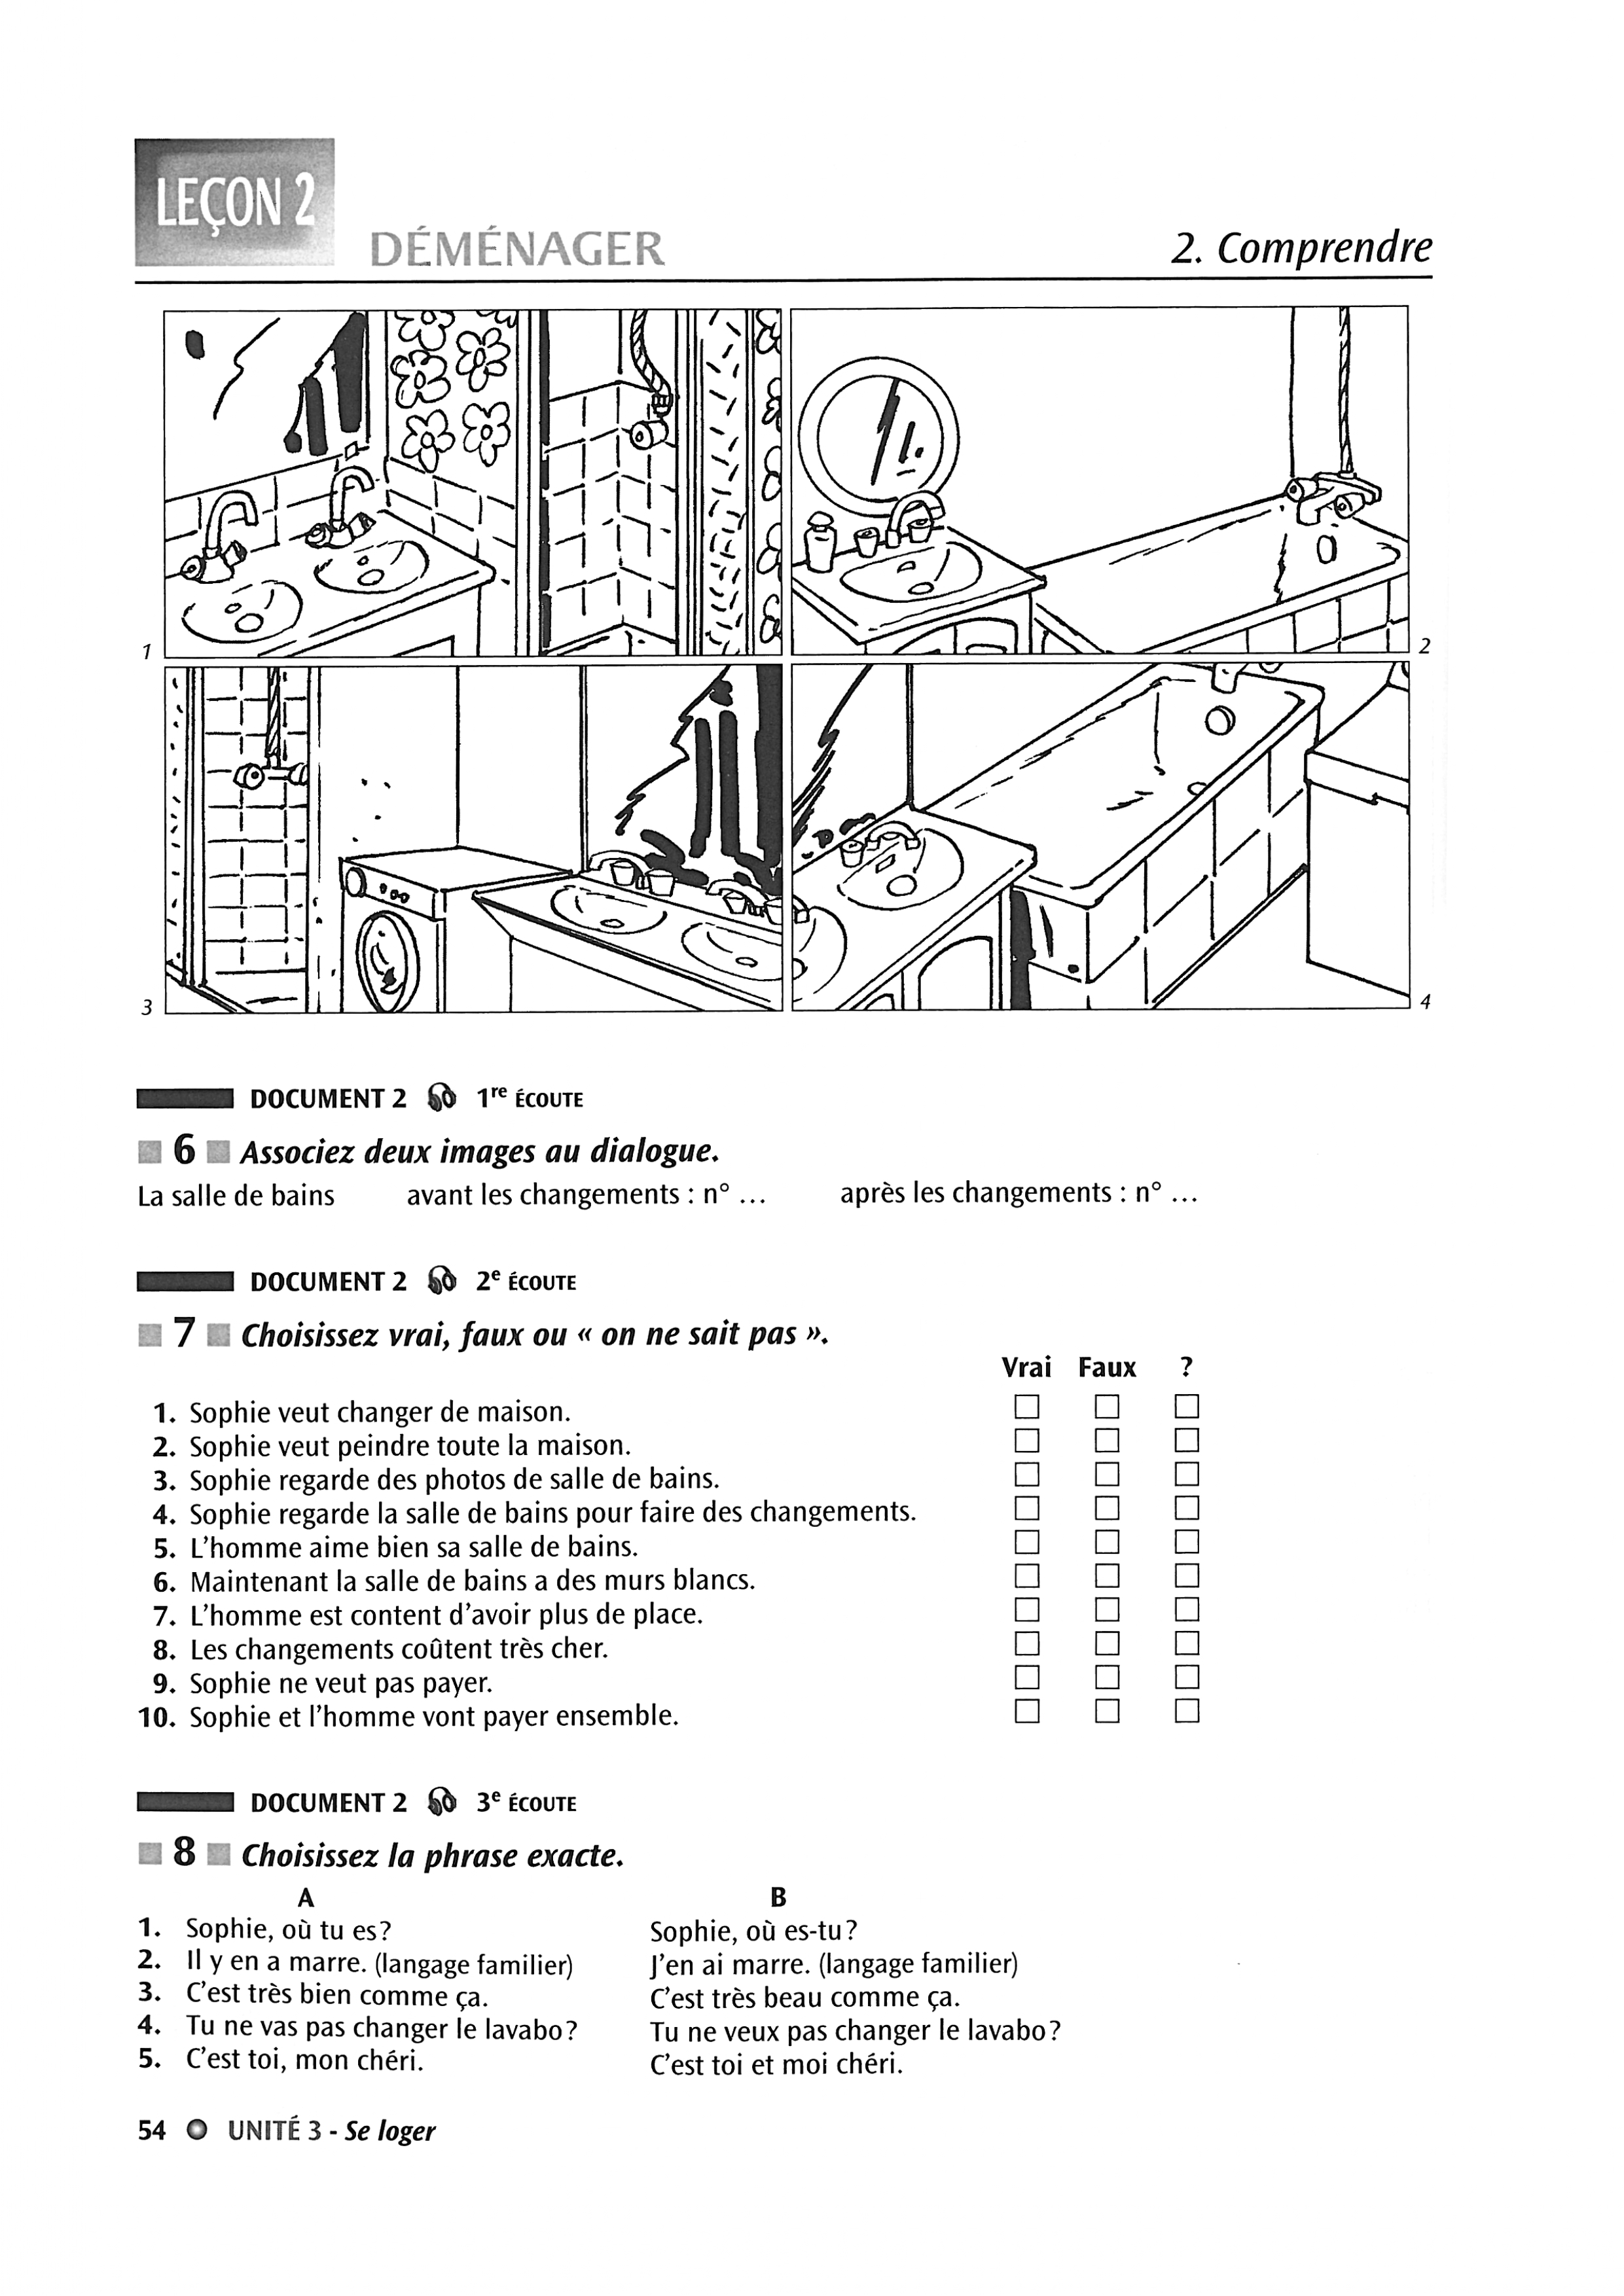 LEÇON 2
DÉMÉNAGER
2. Comprendre
1
2
3
4
DOCUMENT 2 1re ÉCOUTE
6 Associez deux images au dialogue.
La salle de bains avant les changements : n° ... après les changements : n° ...
DOCUMENT 2 2e ÉCOUTE
7 Choisissez vrai, faux ou « on ne sait pas ».
Vrai Faux ?
1. Sophie veut changer de maison.
2. Sophie veut peindre toute la maison.
3. Sophie regarde des photos de salle de bains.
4. Sophie regarde la salle de bains pour faire des changements.
5. L'homme aime bien sa salle de bains.
6. Maintenant la salle de bains a des murs blancs.
7. L'homme est content d'avoir plus de place.
8. Les changements coûtent très cher.
9. Sophie ne veut pas payer.
10. Sophie et l'homme vont payer ensemble.
DOCUMENT 2 3e ÉCOUTE
8 Choisissez la phrase exacte.
A B
1. Sophie, où tu es? Sophie, où es-tu?
2. Il y en a marre. (langage familier) J'en ai marre. (langage familier)
3. C'est très bien comme ça. C'est très beau comme ça.
4. Tu ne vas pas changer le lavabo? Tu ne veux pas changer le lavabo?
5. C'est toi, mon chéri. C'est toi et moi chéri.
54 UNITÉ 3 - Se loger